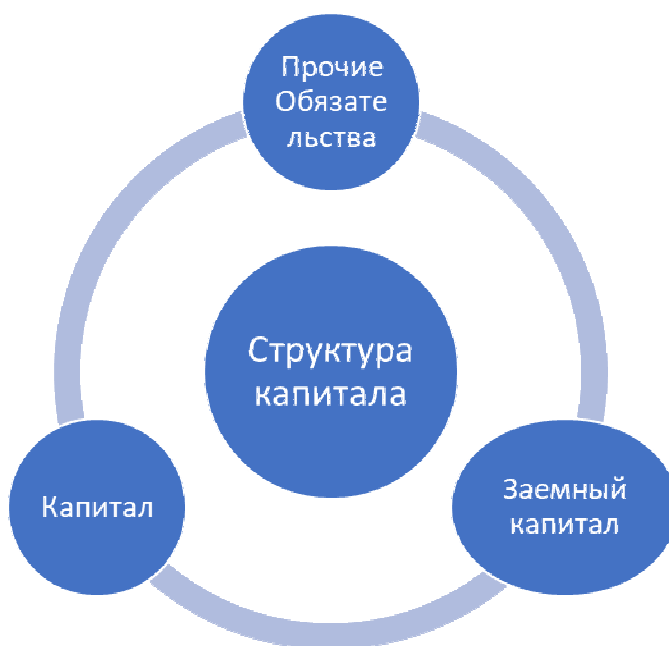 Прочие
Обязате
льства
Структура
капитала
Капитал
Заемный
капитал